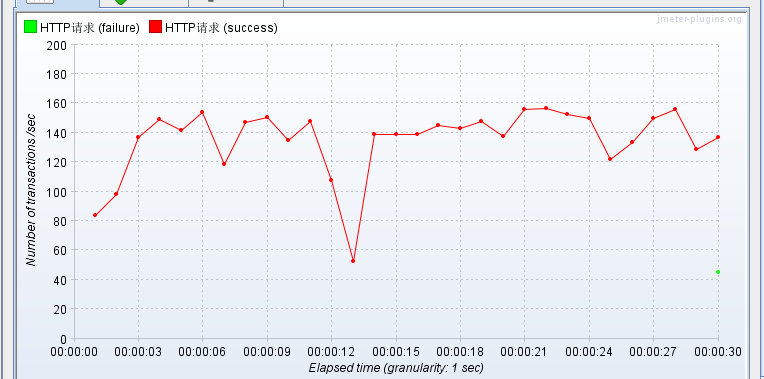 jmeter-plugins.org
HTTP请求 (failure) HTTP请求 (success)
200
180
160
140
120
100
80
60
40
20
0
Number of transactions /sec
00:00:00 00:00:03 00:00:06 00:00:09 00:00:12 00:00:15 00:00:18 00:00:21 00:00:24 00:00:27 00:00:30
Elapsed time (granularity: 1 sec)